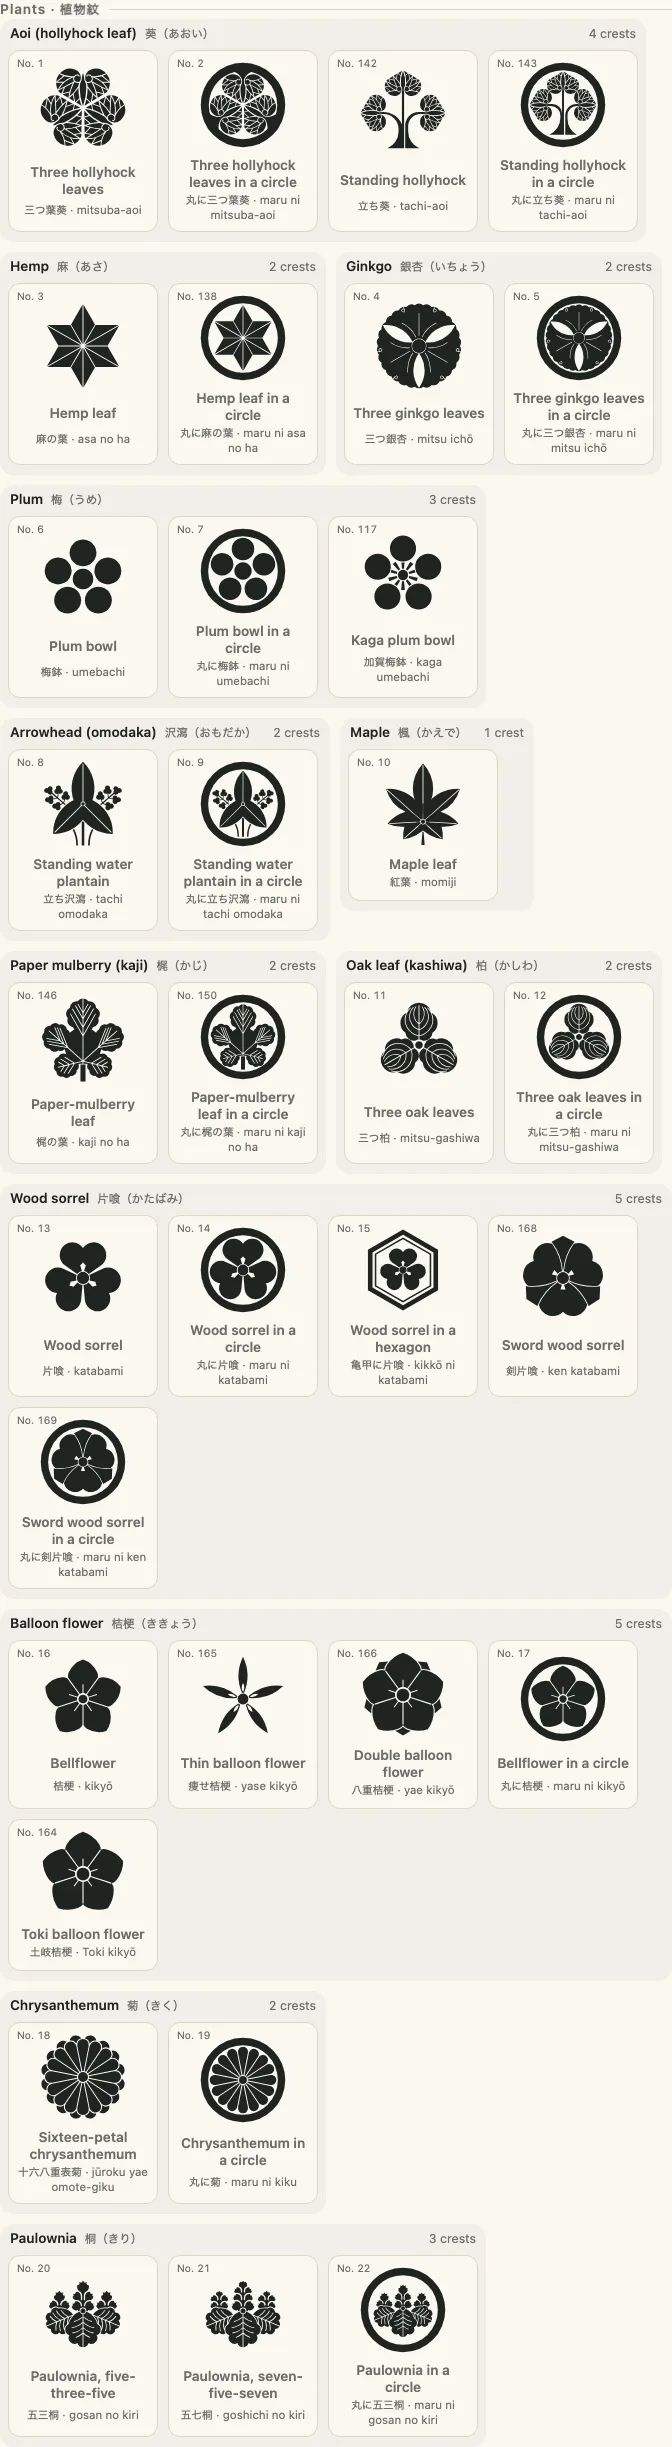 Plants · 植物紋
Aoi (hollyhock leaf) 葵（あおい） 4 crests
No. 1
Three hollyhock
leaves
三つ葉葵 · mitsuba-aoi
No. 2
Three hollyhock
leaves in a circle
丸に三つ葉葵 · maru ni
mitsuba-aoi
No. 142
Standing hollyhock
立ち葵 · tachi-aoi
No. 143
Standing hollyhock
in a circle
丸に立ち葵 · maru ni
tachi-aoi
Hemp 麻（あさ） 2 crests
No. 3
Hemp leaf
麻の葉 · asa no ha
No. 138
Hemp leaf in a
circle
丸に麻の葉 · maru ni asa
no ha
Ginkgo 銀杏（いちょう） 2 crests
No. 4
Three ginkgo leaves
三つ銀杏 · mitsu ichō
No. 5
Three ginkgo leaves
in a circle
丸に三つ銀杏 · maru ni
mitsu ichō
Plum 梅（うめ） 3 crests
No. 6
Plum bowl
梅鉢 · umebachi
No. 7
Plum bowl in a
circle
丸に梅鉢 · maru ni
umebachi
No. 117
Kaga plum bowl
加賀梅鉢 · kaga
umebachi
Arrowhead (omodaka) 沢瀉（おもだか） 2 crests
No. 8
Standing water
plantain
立ち沢瀉 · tachi
omodaka
No. 9
Standing water
plantain in a circle
丸に立ち沢瀉 · maru ni
tachi omodaka
Maple 楓（かえで） 1 crest
No. 10
Maple leaf
紅葉 · momiji
Paper mulberry (kaji) 梶（かじ） 2 crests
No. 146
Paper-mulberry
leaf
梶の葉 · kaji no ha
No. 150
Paper-mulberry
leaf in a circle
丸に梶の葉 · maru ni kaji
no ha
Oak leaf (kashiwa) 柏（かしわ） 2 crests
No. 11
Three oak leaves
三つ柏 · mitsu-gashiwa
No. 12
Three oak leaves in
a circle
丸に三つ柏 · maru ni
mitsu-gashiwa
Wood sorrel 片喰（かたばみ） 5 crests
No. 13
Wood sorrel
片喰 · katabami
No. 14
Wood sorrel in a
circle
丸に片喰 · maru ni
katabami
No. 15
Wood sorrel in a
hexagon
亀甲に片喰 · kikkō ni
katabami
No. 168
Sword wood sorrel
剣片喰 · ken katabami
No. 169
Sword wood sorrel
in a circle
丸に剣片喰 · maru ni ken
katabami
Balloon flower 桔梗（ききょう） 5 crests
No. 16
Bellflower
桔梗 · kikyō
No. 165
Thin balloon flower
痩せ桔梗 · yase kikyō
No. 166
Double balloon
flower
八重桔梗 · yae kikyō
No. 17
Bellflower in a circle
丸に桔梗 · maru ni kikyō
No. 164
Toki balloon flower
土岐桔梗 · Toki kikyō
Chrysanthemum 菊（きく） 2 crests
No. 18
Sixteen-petal
chrysanthemum
十六八重表菊 · jūroku yae
omote-giku
No. 19
Chrysanthemum in
a circle
丸に菊 · maru ni kiku
Paulownia 桐（きり） 3 crests
No. 20
Paulownia, five-
three-five
五三桐 · gosan no kiri
No. 21
Paulownia, seven-
five-seven
五七桐 · goshichi no kiri
No. 22
Paulownia in a
circle
丸に五三桐 · maru ni
gosan no kiri